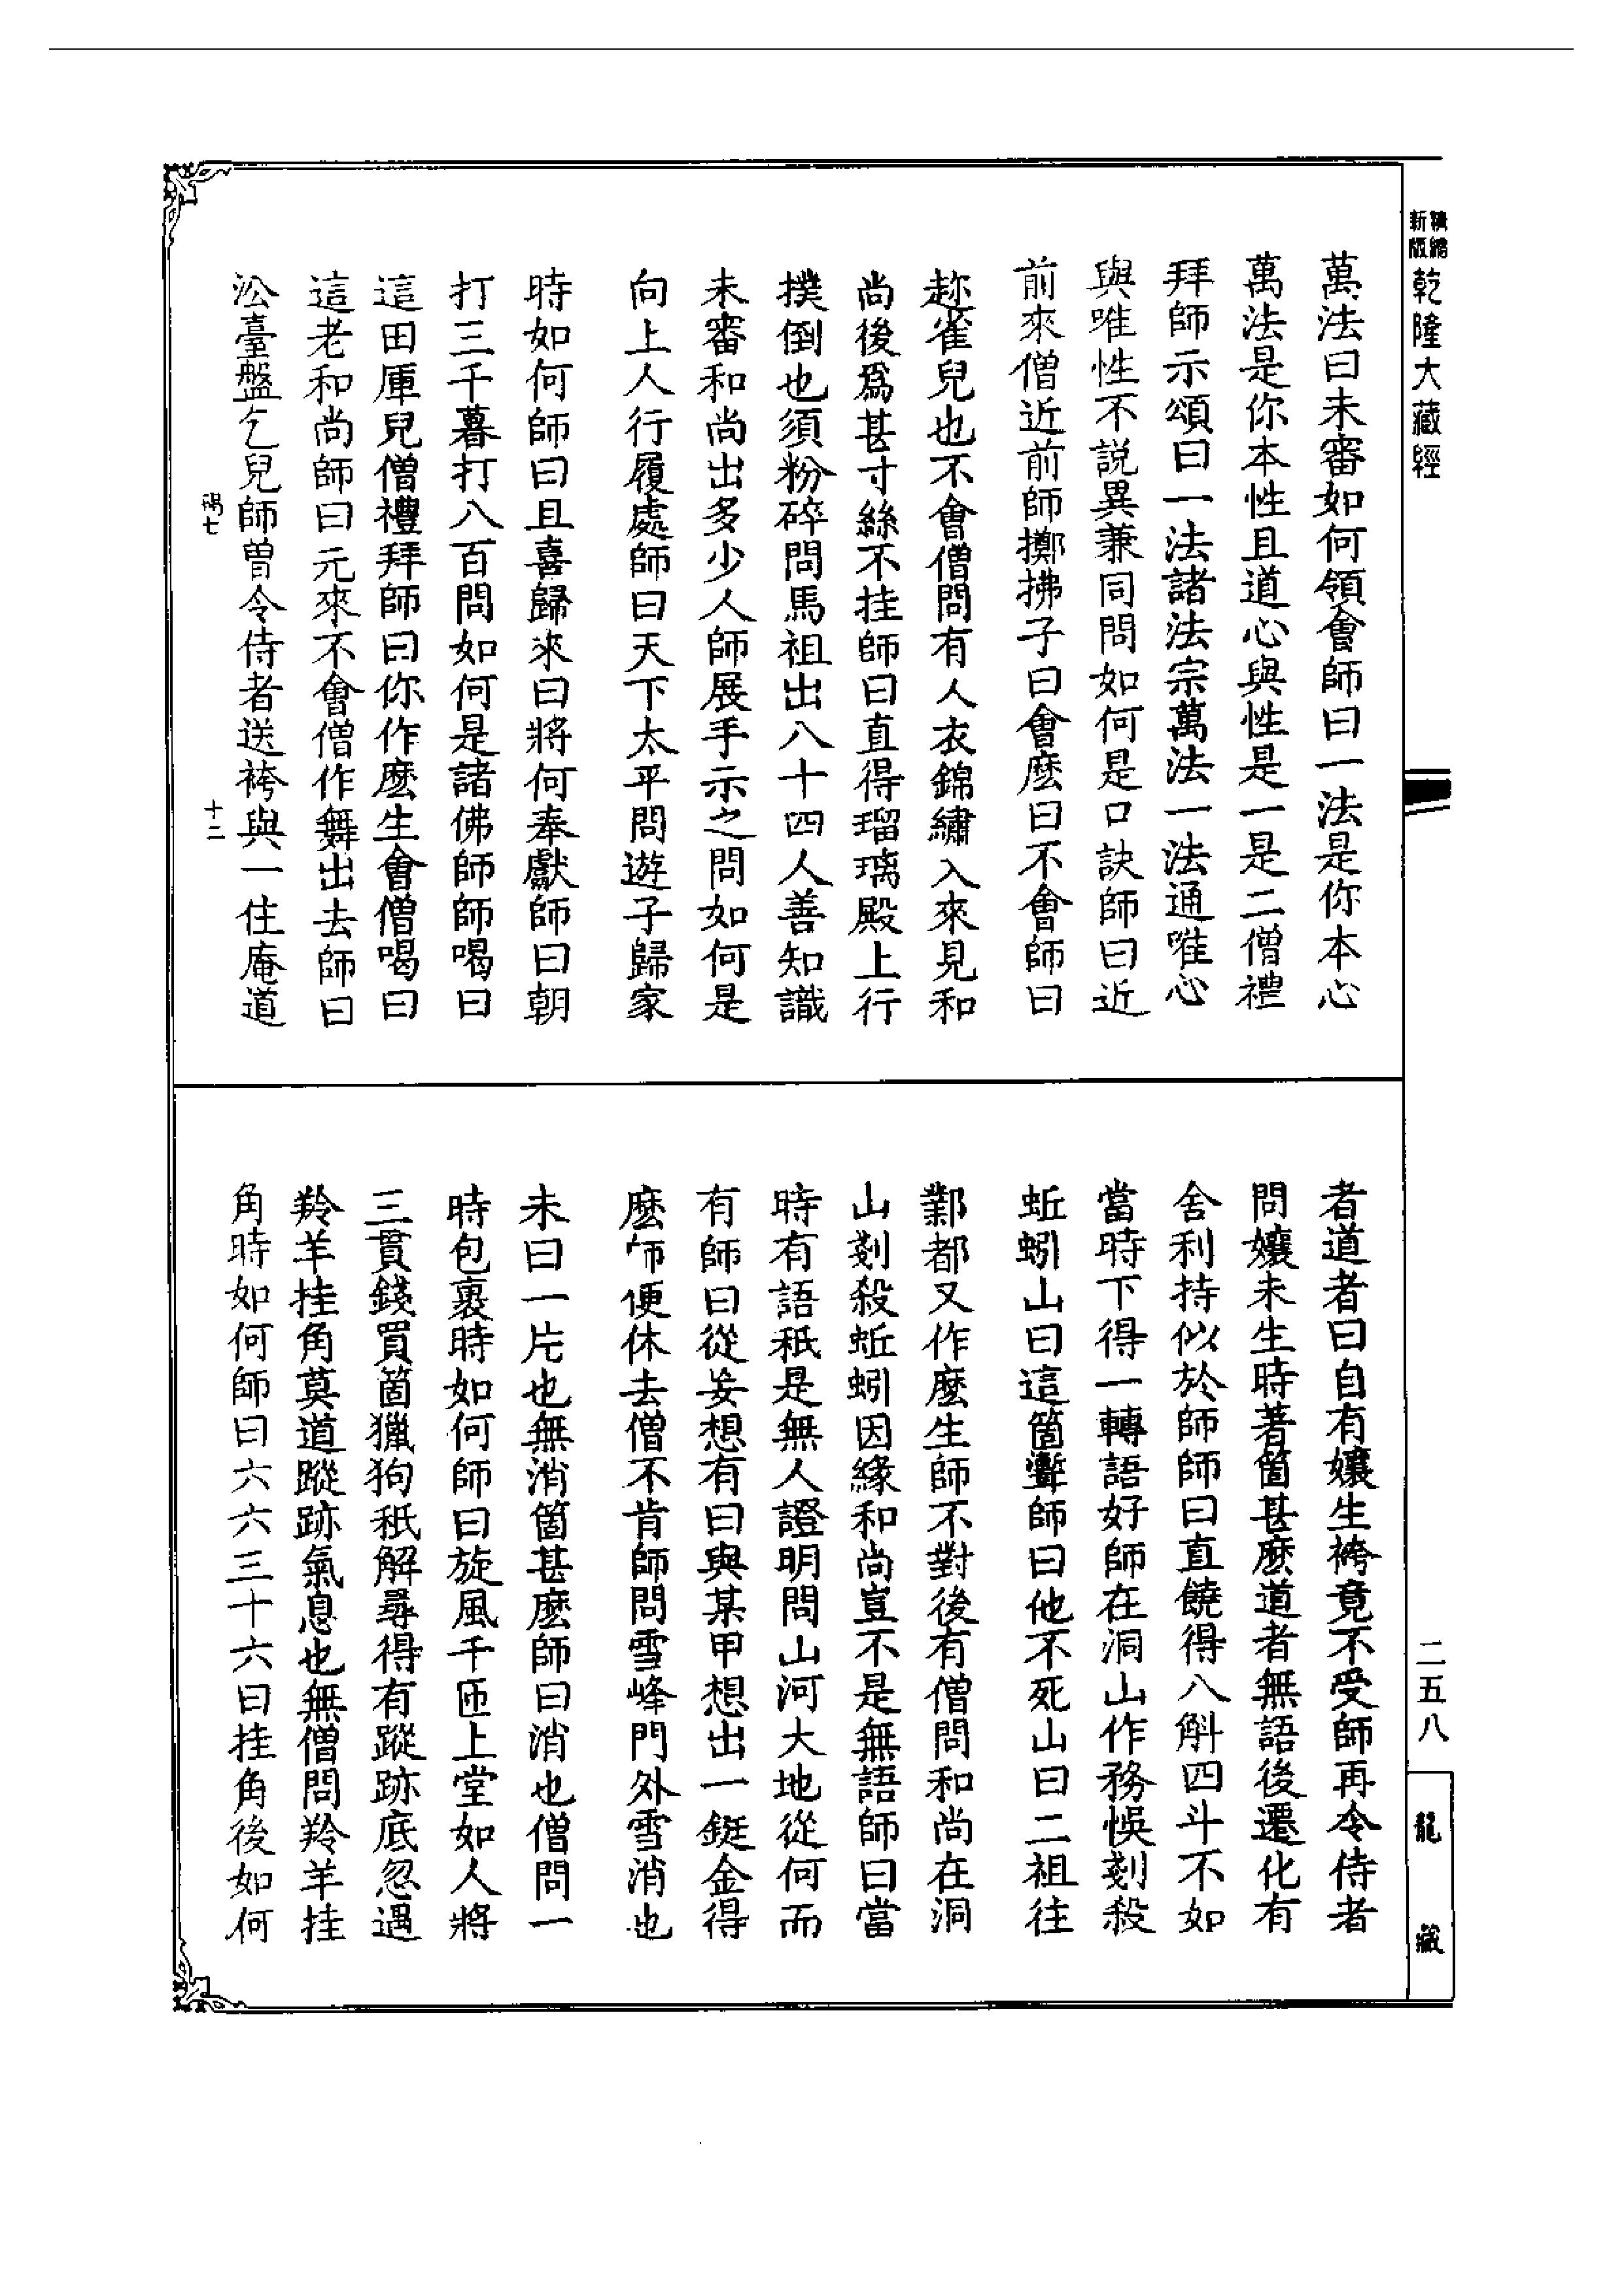 新版 精縮
乾隆大藏經
萬法曰未審如何領會師曰一法是你本心
萬法是你本性且道心與性是一是二僧禮
拜師示頌曰一法諸法宗萬法一法通唯心
與唯性不説異兼同問如何是口訣師曰近
前來僧近前師擲拂子曰會麽曰不會師曰
趂雀兒也不會僧問有人衣錦繡入來見和
尚後爲甚寸絲不挂師曰直得瑠璃殿上行
撲倒也須粉碎問馬祖出八十四人善知識
未審和尚出多少人師展手示之問如何是
向上人行履處師曰天下太平問遊子歸家
時如何師曰且喜歸來曰將何奉獻師曰朝
打三千暮打八百問如何是諸佛師師喝曰
這田厙兒僧禮拜師曰你作麽生會僧喝曰
這老和尚師曰元來不會僧作舞出去師曰
㳂臺盤乞兒師曽令侍者送袴與一住庵道
七
十二
者道者曰自有孃生袴竟不受師再令侍者
問孃未生時著箇甚麽道者無語後遷化有
舍利持似於師師曰直饒得八斛四斗不如
當時下得一轉語好師在洞山作務悞剗殺
蚯蚓山曰這箇聻師曰他不死山曰二祖往
鄴都又作麽生師不對後有僧問和尚在洞
山剗殺蚯蚓因緣和尚豈不是無語師曰當
時有語秖是無人證明問山河大地從何而
有師曰從妄想有曰與某甲想出一鋌金得
麽師便休去僧不肯師問雪峰門外雪消也
未曰一片也無消箇甚麽師曰消也僧問一
時包裹時如何師曰旋風千匝上堂如人將
三貫錢買箇獵狗秖解尋得有蹤跡底忽遇
羚羊挂角莫道蹤跡氣息也無僧問羚羊挂
角時如何師曰六六三十六曰挂角後如何
二五八
龍藏